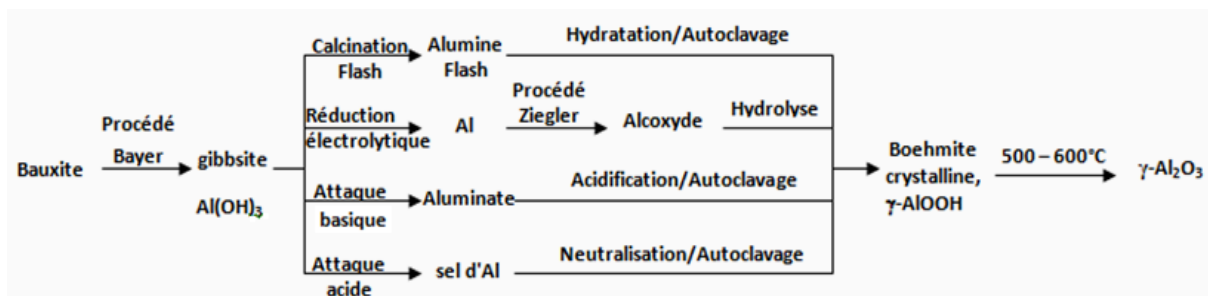 Calcination
Flash
Alumine
Flash
Hydratation/Autoclavage
Procédé
Bayer
Bauxite
gibbsite
Al(OH)₃
Réduction
électrolytique
Al
Procédé
Ziegler
Alcoxyde
Hydrolyse
Attaque
basique
Aluminate
Acidification/Autoclavage
Attaque
acide
sel d'Al
Neutralisation/Autoclavage
Boehmite
crystalline,
γ-AlOOH
500 – 600°C
γ-Al₂O₃